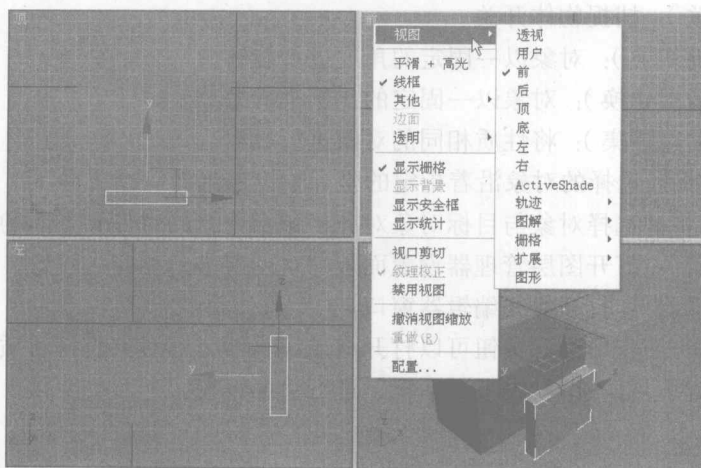 顶
前
视图
平滑 + 高光
线框
其他
边面
透明
显示栅格
显示背景
显示安全框
显示统计
视口剪切
纹理校正
禁用视图
撤消视图缩放
重做(R)
配置...
透视
用户
前
后
顶
底
左
右
ActiveShade
轨迹
图解
栅格
扩展
图形
y
左
z
y
z
y
z